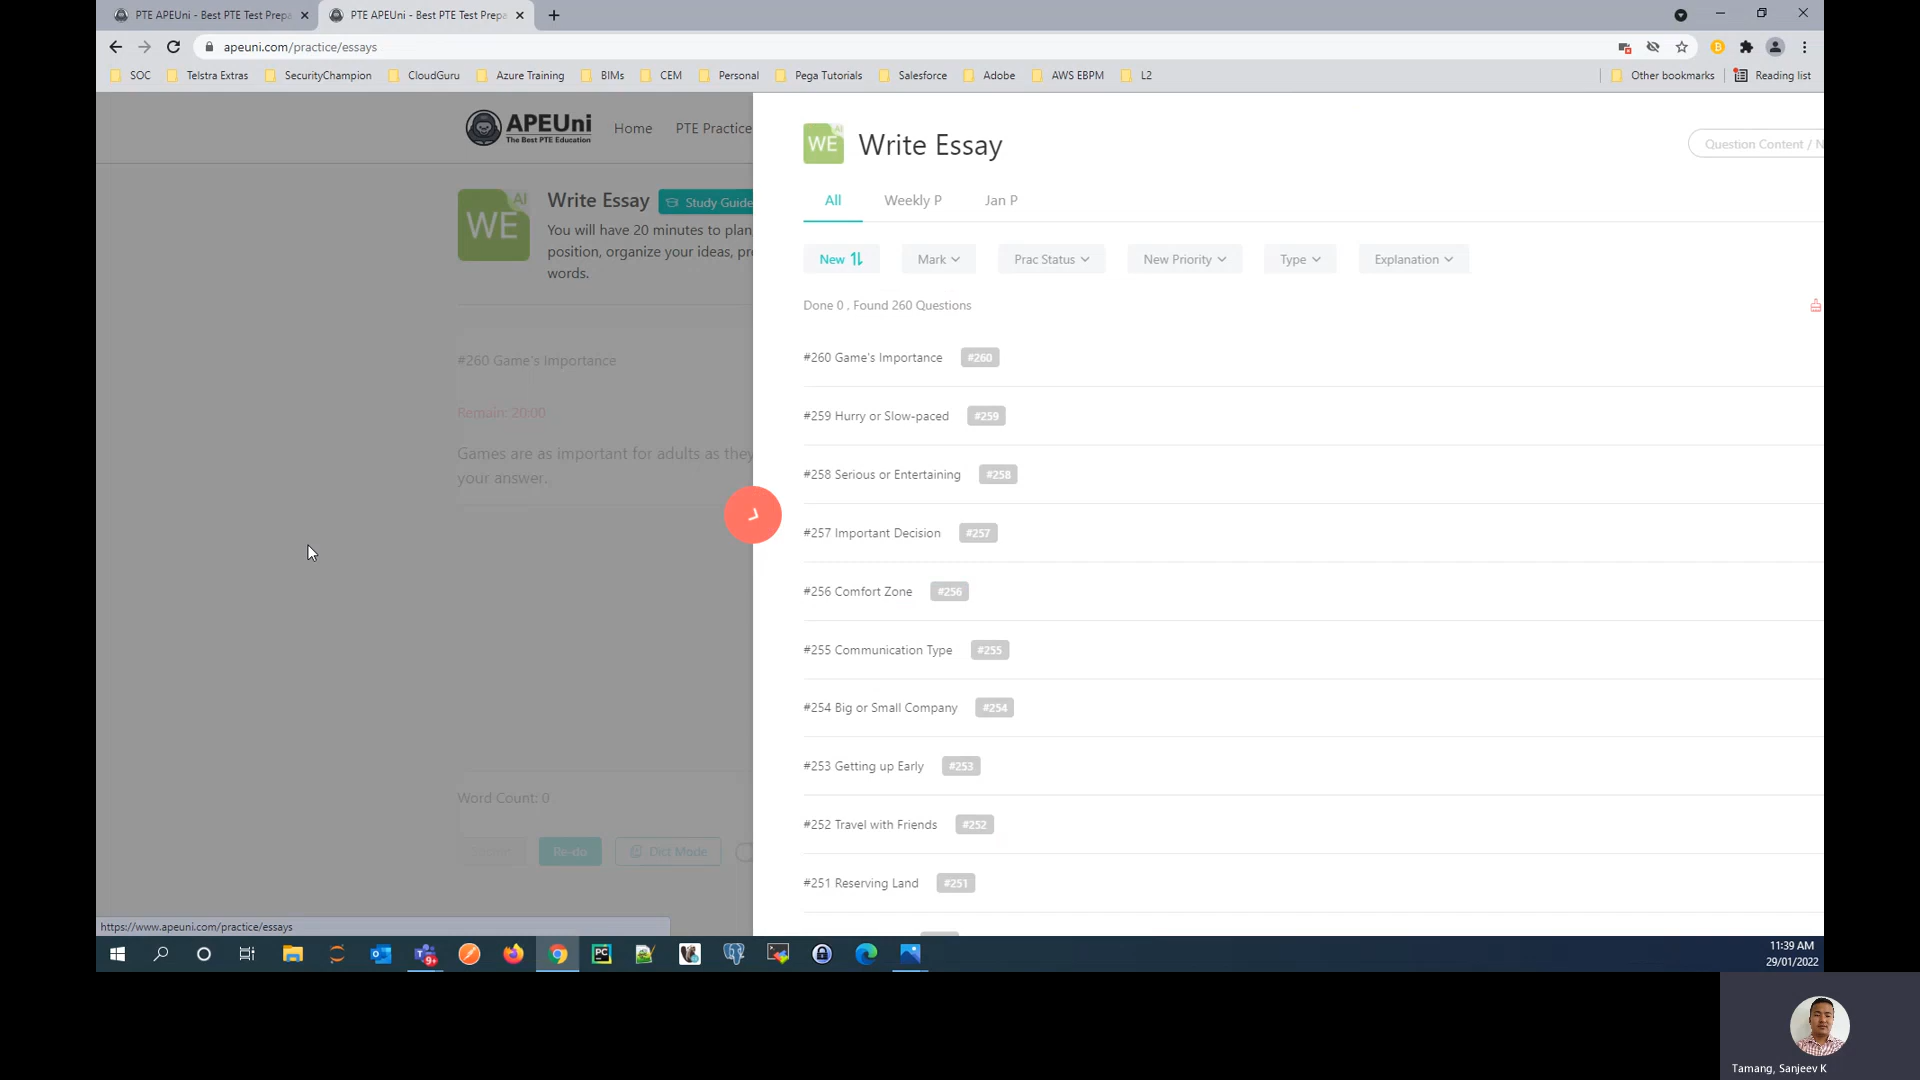 PTE APEUni - Best PTE Test Prepa
PTE APEUni - Best PTE Test Prepa
apeuni.com/practice/essays
SOC
Telstra Extras
SecurityChampion
CloudGuru
Azure Training
BIMs
CEM
Personal
Pega Tutorials
Salesforce
Adobe
AWS EBPM
L2
Other bookmarks
Reading list
APEUni
The Best PTE Education
Home
PTE Practice
WE AI
Write Essay
Study Guide
You will have 20 minutes to plan
position, organize your ideas, pr
words.
#260 Game's Importance
Remain: 20:00
Games are as important for adults as they
your answer.
Word Count: 0
Re-do
Dict Mode
https://www.apeuni.com/practice/essays
WE AI
Write Essay
Question Content / N
All
Weekly P
Jan P
New
Mark
Prac Status
New Priority
Type
Explanation
Done 0 , Found 260 Questions
#260 Game's Importance #260
#259 Hurry or Slow-paced #259
#258 Serious or Entertaining #258
#257 Important Decision #257
#256 Comfort Zone #256
#255 Communication Type #255
#254 Big or Small Company #254
#253 Getting up Early #253
#252 Travel with Friends #252
#251 Reserving Land #251
11:39 AM
29/01/2022
Tamang, Sanjeev K